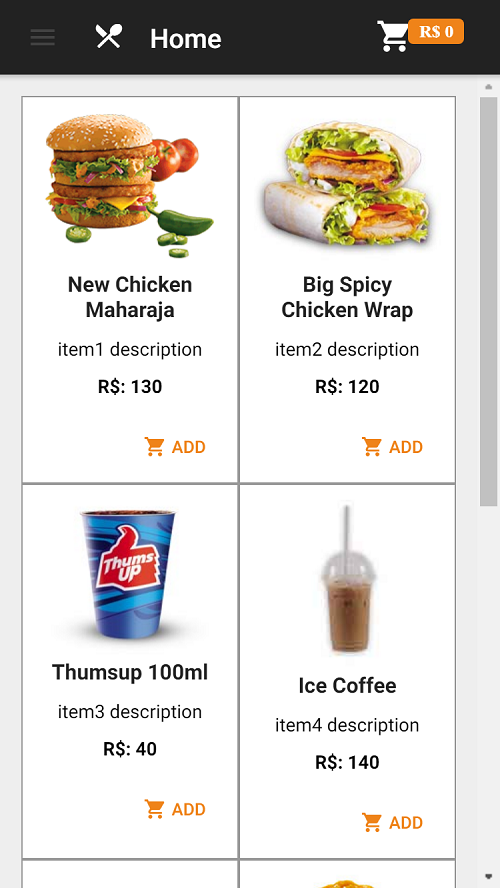 Home
R$ 0
New Chicken
Maharaja
item1 description
R$: 130
ADD
Big Spicy
Chicken Wrap
item2 description
R$: 120
ADD
Thums
UP
Thumsup 100ml
item3 description
R$: 40
ADD
Ice Coffee
item4 description
R$: 140
ADD